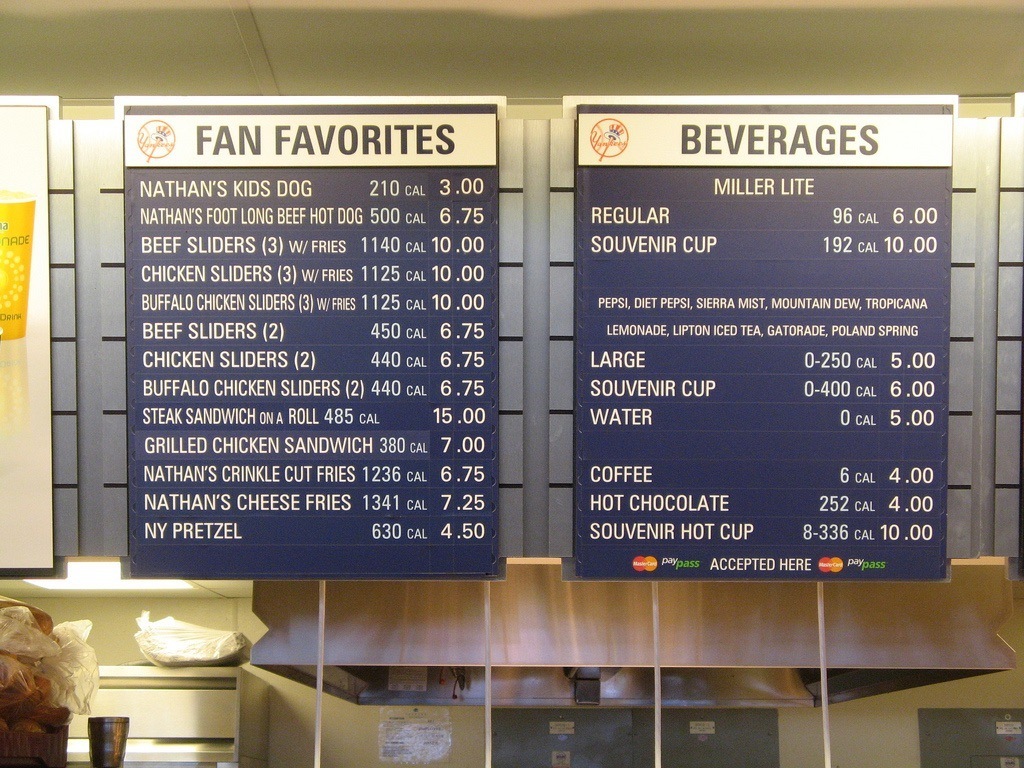 FAN FAVORITES
NATHAN'S KIDS DOG 210 CAL 3.00
NATHAN'S FOOT LONG BEEF HOT DOG 500 CAL 6.75
BEEF SLIDERS (3) W/ FRIES 1140 CAL 10.00
CHICKEN SLIDERS (3) W/ FRIES 1125 CAL 10.00
BUFFALO CHICKEN SLIDERS (3) W/ FRIES 1125 CAL 10.00
BEEF SLIDERS (2) 450 CAL 6.75
CHICKEN SLIDERS (2) 440 CAL 6.75
BUFFALO CHICKEN SLIDERS (2) 440 CAL 6.75
STEAK SANDWICH ON A ROLL 485 CAL 15.00
GRILLED CHICKEN SANDWICH 380 CAL 7.00
NATHAN'S CRINKLE CUT FRIES 1236 CAL 6.75
NATHAN'S CHEESE FRIES 1341 CAL 7.25
NY PRETZEL 630 CAL 4.50
BEVERAGES
MILLER LITE
REGULAR 96 CAL 6.00
SOUVENIR CUP 192 CAL 10.00
PEPSI, DIET PEPSI, SIERRA MIST, MOUNTAIN DEW, TROPICANA
LEMONADE, LIPTON ICED TEA, GATORADE, POLAND SPRING
LARGE 0-250 CAL 5.00
SOUVENIR CUP 0-400 CAL 6.00
WATER 0 CAL 5.00
COFFEE 6 CAL 4.00
HOT CHOCOLATE 252 CAL 4.00
SOUVENIR HOT CUP 8-336 CAL 10.00
MasterCard paypass ACCEPTED HERE MasterCard paypass